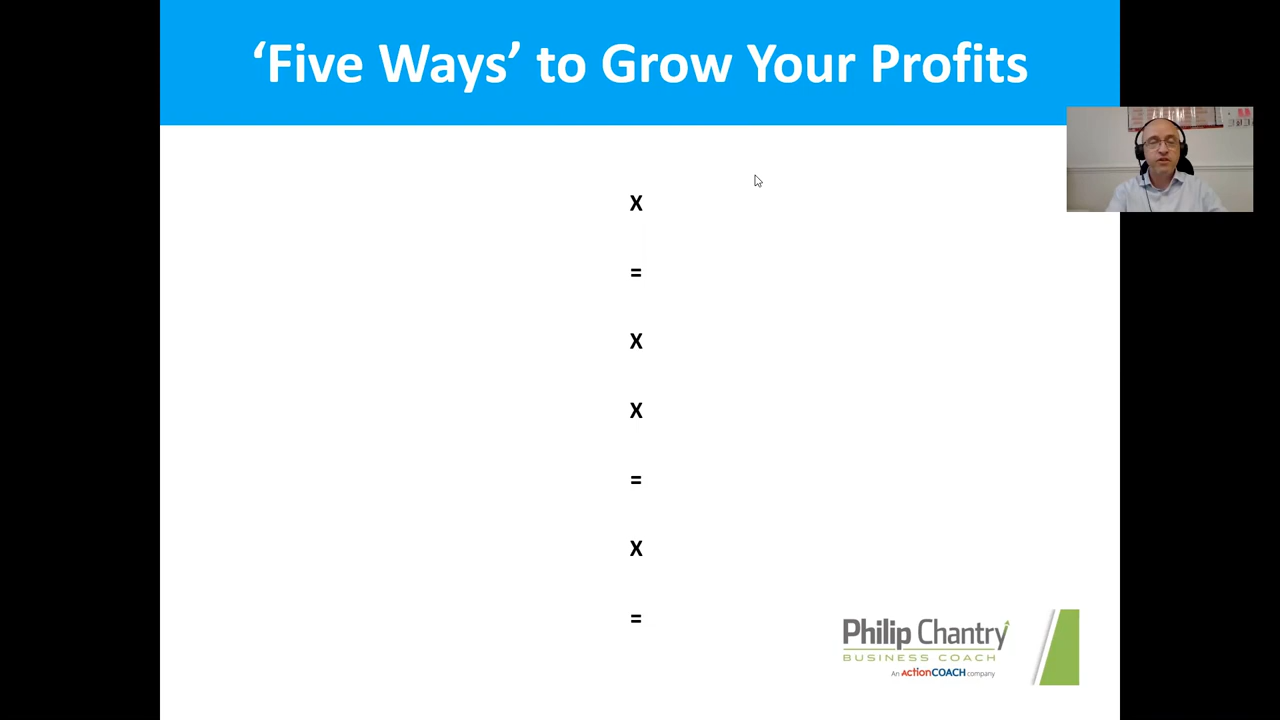 ‘Five Ways’ to Grow Your Profits
X
=
X
X
=
X
=
Philip Chantry
BUSINESS COACH
An ActionCOACH company